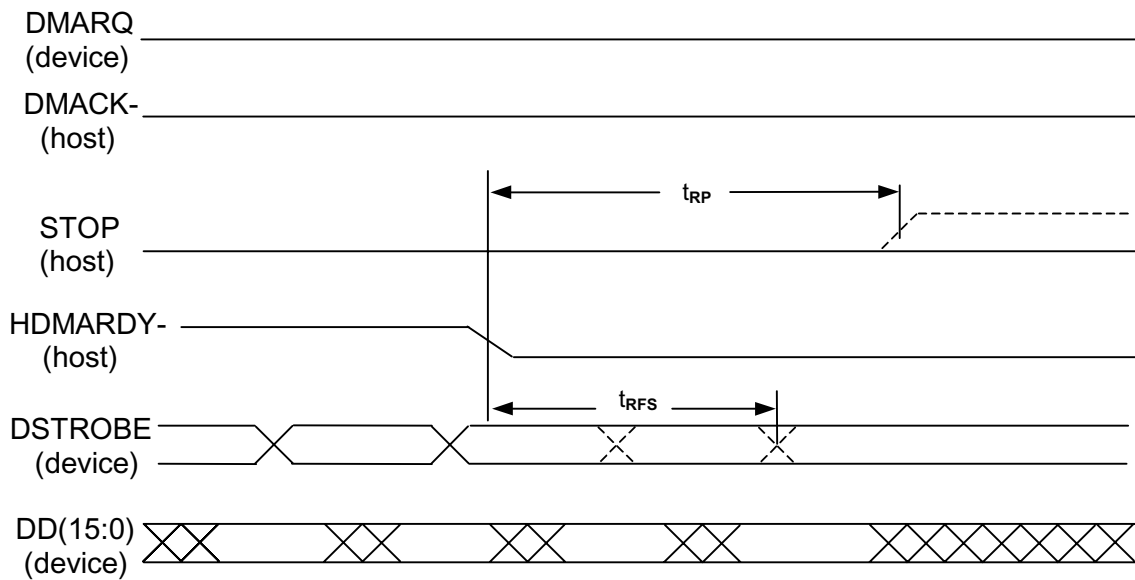 DMARQ
(device)
DMACK-
(host)
tRP
STOP
(host)
HDMARDY-
(host)
tRFS
DSTROBE
(device)
DD(15:0)
(device)